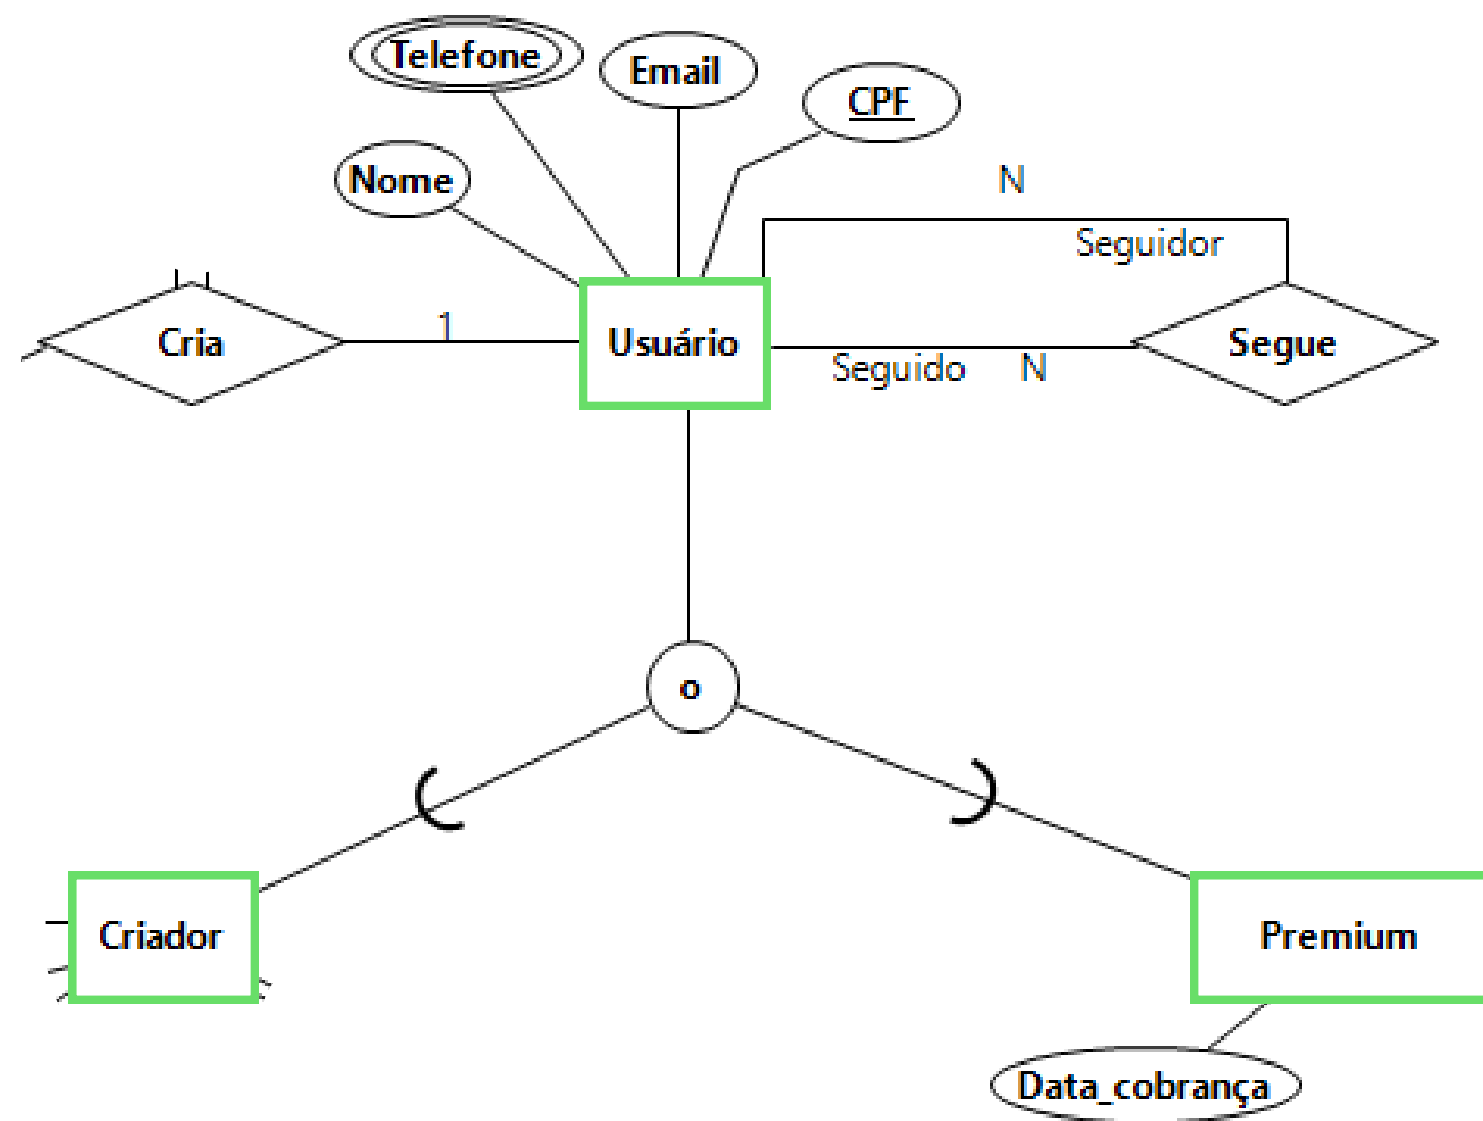 Telefone
Email
CPF
Nome
N
Seguidor
Cria
1
Usuário
Segue
Seguido
N
o
Criador
Premium
Data_cobrança